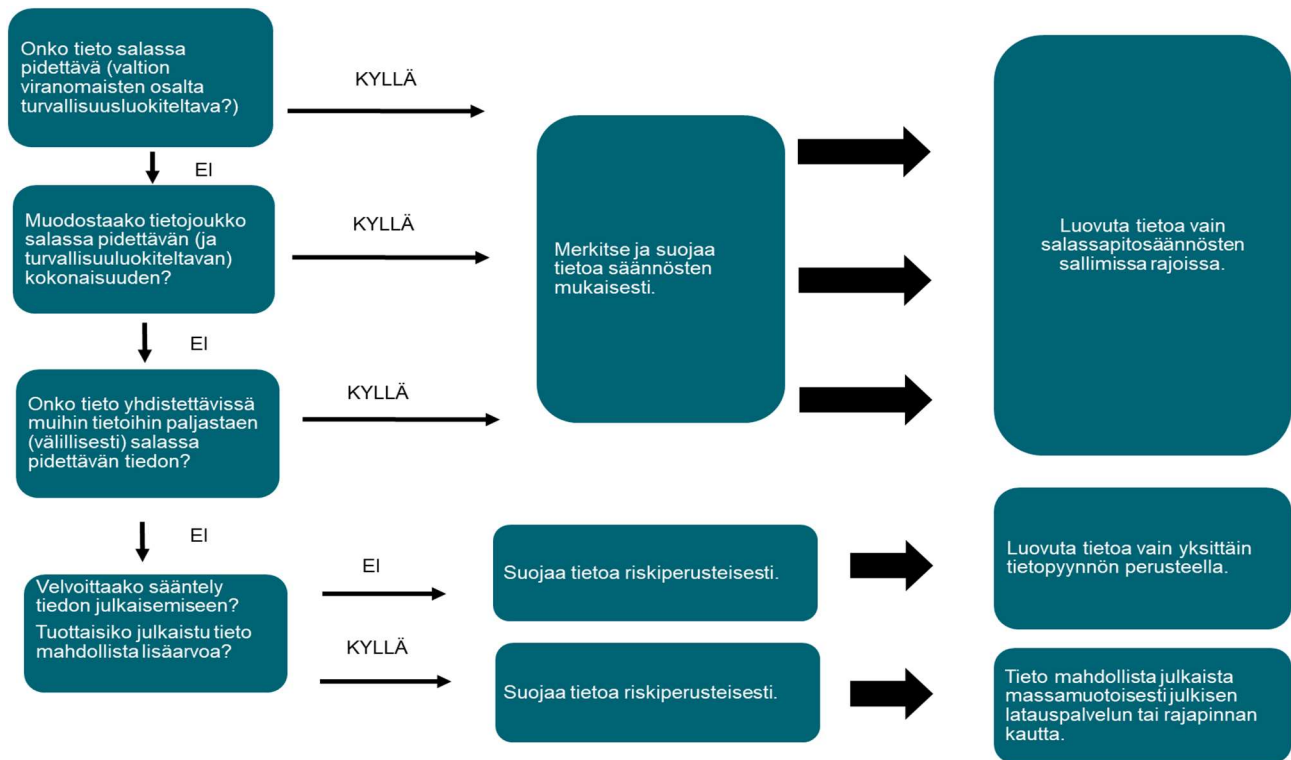 Onko tieto salassa
pidettävä (valtion
viranomaisten osalta
turvallisuusluokiteltava?)
KYLLÄ
EI
Muodostaako tietojoukko
salassa pidettävän (ja
turvallisuuluokiteltavan)
kokonaisuuden?
KYLLÄ
EI
Onko tieto yhdistettävissä
muihin tietoihin paljastaen
(välillisesti) salassa
pidettävän tiedon?
KYLLÄ
EI
Merkitse ja suojaa
tietoa säännösten
mukaisesti.
Luovuta tietoa vain
salassapitosäännösten
sallimissa rajoissa.
Velvoittaako sääntely
tiedon julkaisemiseen?
Tuottaisiko julkaistu tieto
mahdollista lisäarvoa?
EI
Suojaa tietoa riskiperusteisesti.
Luovuta tietoa vain yksittäin
tietopyynnön perusteella.
KYLLÄ
Suojaa tietoa riskiperusteisesti.
Tieto mahdollista julkaista
massamuotoisesti julkisen
latauspalvelun tai rajapinnan
kautta.